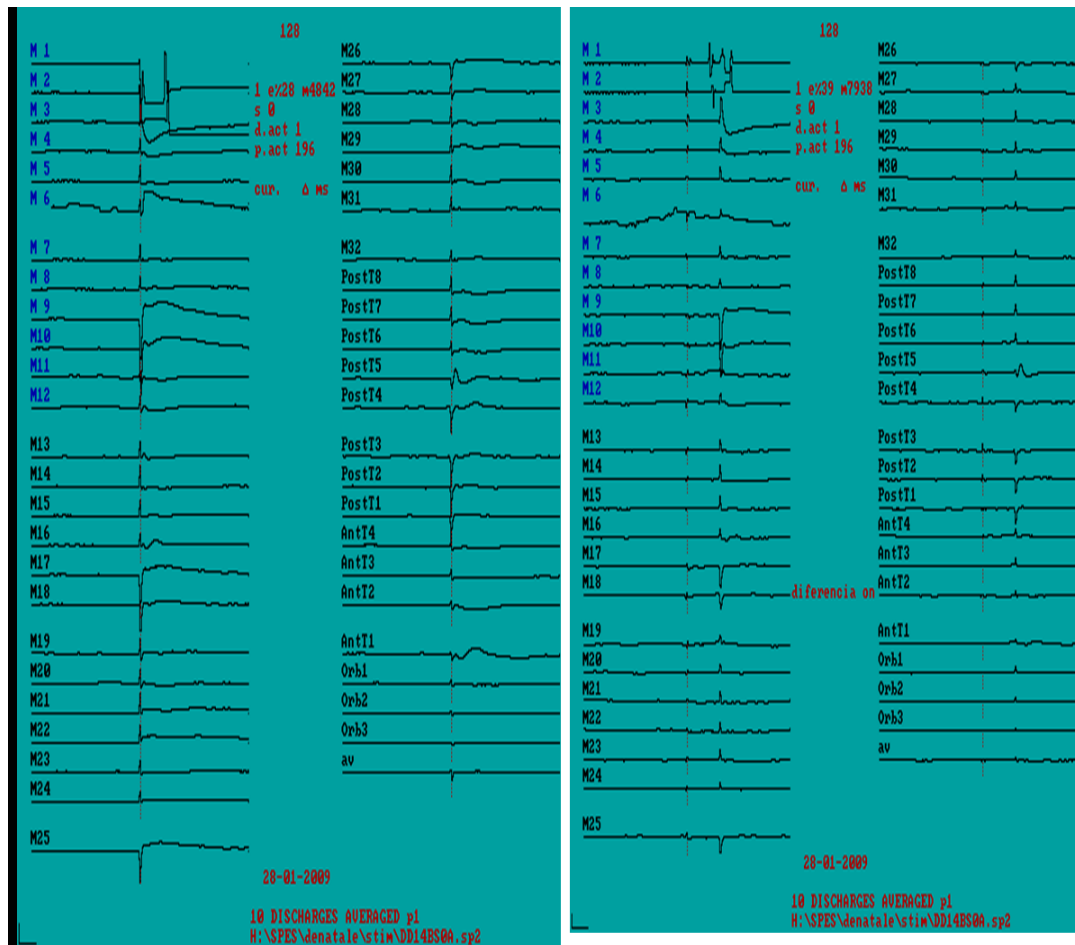 128
M 1
M 2
M 3
M 4
M 5
M 6
M 7
M 8
M 9
M10
M11
M12
M13
M14
M15
M16
M17
M18
M19
M20
M21
M22
M23
M24
M25
1 e%28 m4842
s 0
d.act 1
p.act 196
cur. Δ ms
M26
M27
M28
M29
M30
M31
M32
PostT8
PostT7
PostT6
PostT5
PostT4
PostT3
PostT2
PostT1
AntT4
AntT3
AntT2
AntT1
Orb1
Orb2
Orb3
av
28-01-2009
10 DISCHARGES AVERAGED p1
H:\SPES\denatale\stim\DD14BS0A.sp2
128
M 1
M 2
M 3
M 4
M 5
M 6
M 7
M 8
M 9
M10
M11
M12
M13
M14
M15
M16
M17
M18
M19
M20
M21
M22
M23
M24
M25
1 e%39 m7938
s 0
d.act 1
p.act 196
cur. Δ ms
diferencia on
M26
M27
M28
M29
M30
M31
M32
PostT8
PostT7
PostT6
PostT5
PostT4
PostT3
PostT2
PostT1
AntT4
AntT3
AntT2
AntT1
Orb1
Orb2
Orb3
av
28-01-2009
10 DISCHARGES AVERAGED p1
H:\SPES\denatale\stim\DD14BS0A.sp2